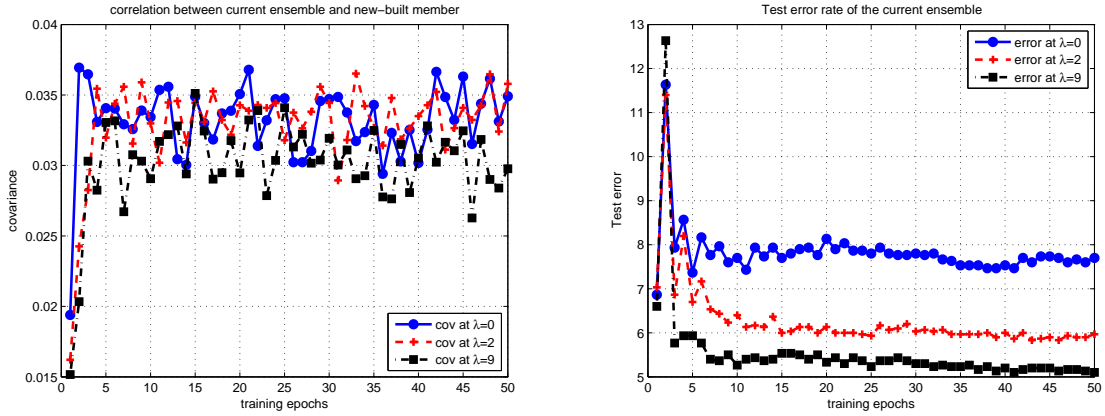 correlation between current ensemble and new−built member
0.04
0.035
0.03
0.025
0.02
0.015
covariance
0 5 10 15 20 25 30 35 40 45 50
training epochs
cov at λ=0
cov at λ=2
cov at λ=9
Test error rate of the current ensemble
13
12
11
10
9
8
7
6
5
Test error
0 5 10 15 20 25 30 35 40 45 50
training epochs
error at λ=0
error at λ=2
error at λ=9